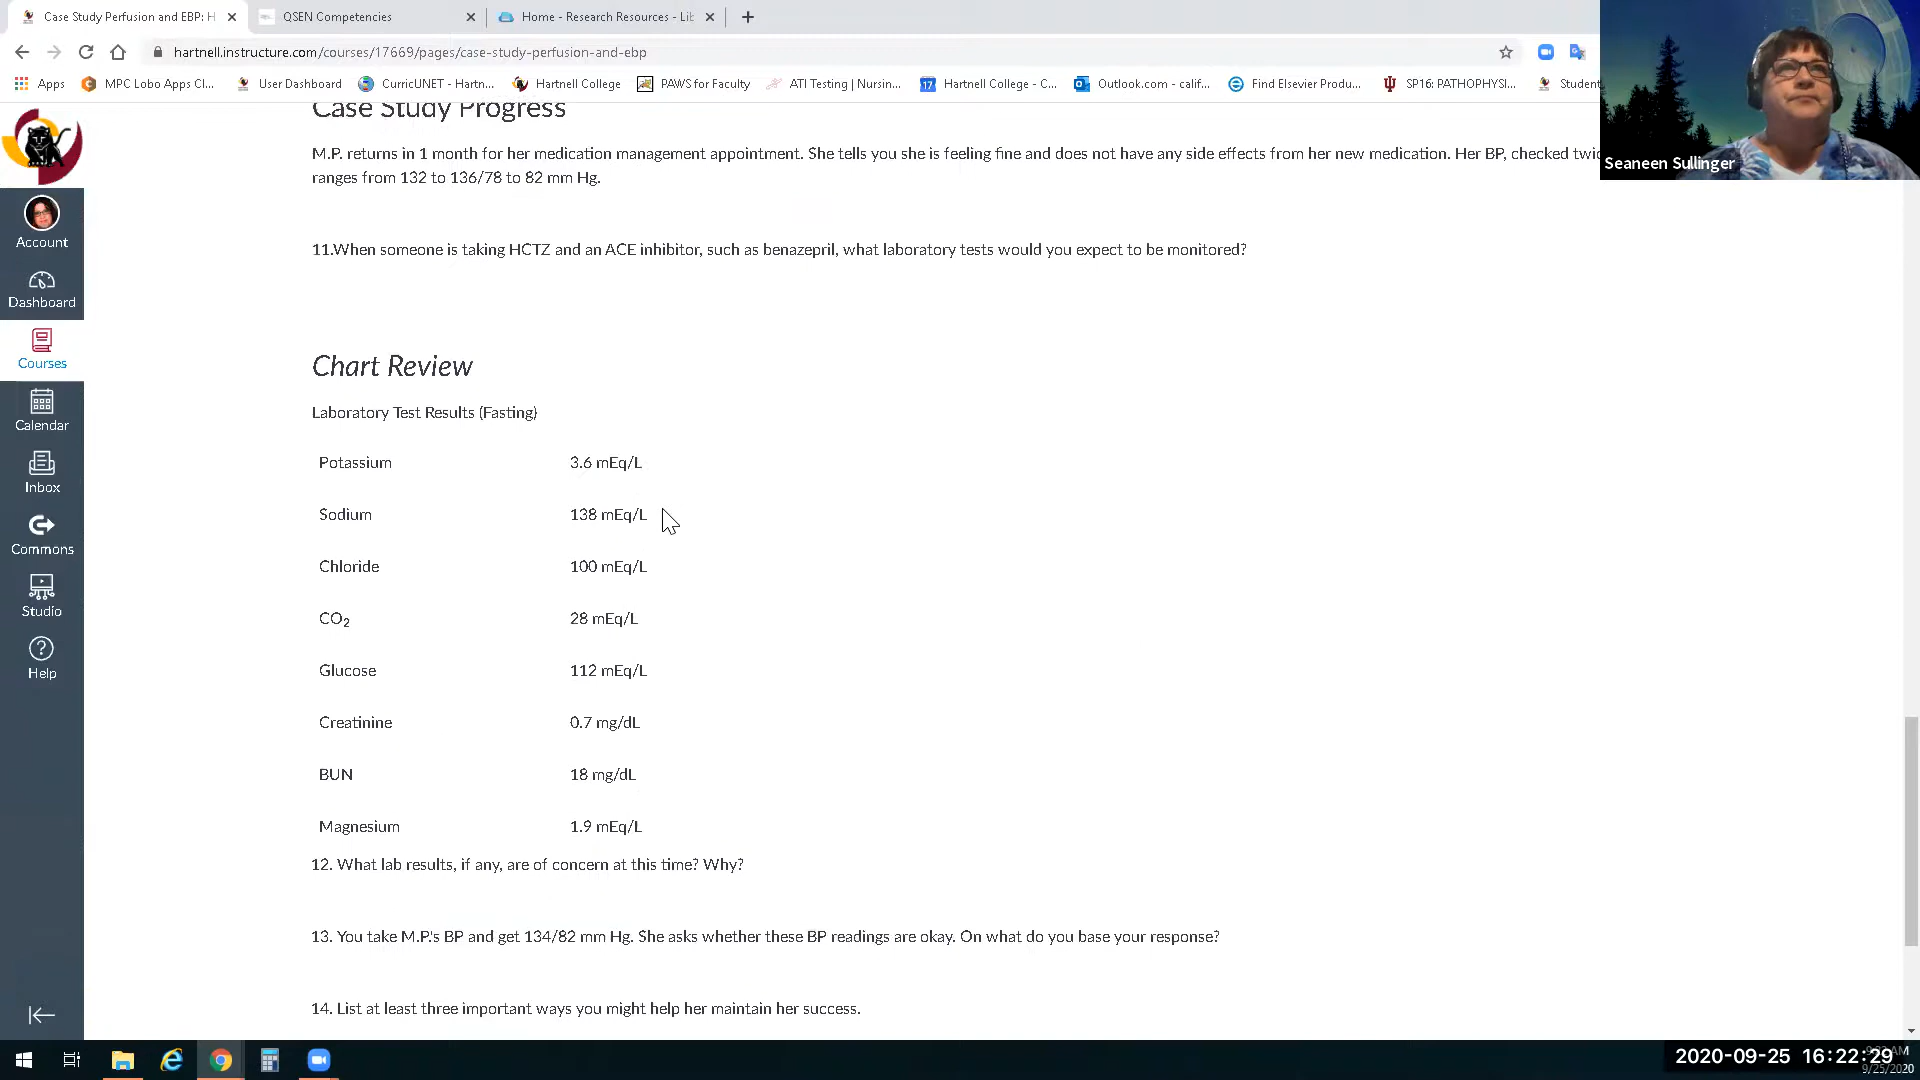 Case Study Perfusion and EBP: H
QSEN Competencies
Home - Research Resources - Lib
hartnell.instructure.com/courses/17669/pages/case-study-perfusion-and-ebp
Apps
MPC Lobo Apps Cl...
User Dashboard
CurricUNET - Hartn...
Hartnell College
PAWS for Faculty
ATI Testing | Nursin...
Hartnell College - C...
Outlook.com - calif...
Find Elsevier Produ...
SP16: PATHOPHYSI...
Student
Seaneen Sullinger
Account
Dashboard
Courses
Calendar
Inbox
Commons
Studio
Help
Case Study Progress
M.P. returns in 1 month for her medication management appointment. She tells you she is feeling fine and does not have any side effects from her new medication. Her BP, checked twic
ranges from 132 to 136/78 to 82 mm Hg.
11.When someone is taking HCTZ and an ACE inhibitor, such as benazepril, what laboratory tests would you expect to be monitored?
Chart Review
Laboratory Test Results (Fasting)
Potassium 3.6 mEq/L
Sodium 138 mEq/L
Chloride 100 mEq/L
CO₂ 28 mEq/L
Glucose 112 mEq/L
Creatinine 0.7 mg/dL
BUN 18 mg/dL
Magnesium 1.9 mEq/L
12. What lab results, if any, are of concern at this time? Why?
13. You take M.P.'s BP and get 134/82 mm Hg. She asks whether these BP readings are okay. On what do you base your response?
14. List at least three important ways you might help her maintain her success.
2020-09-25 16:22:29
9/25/2020